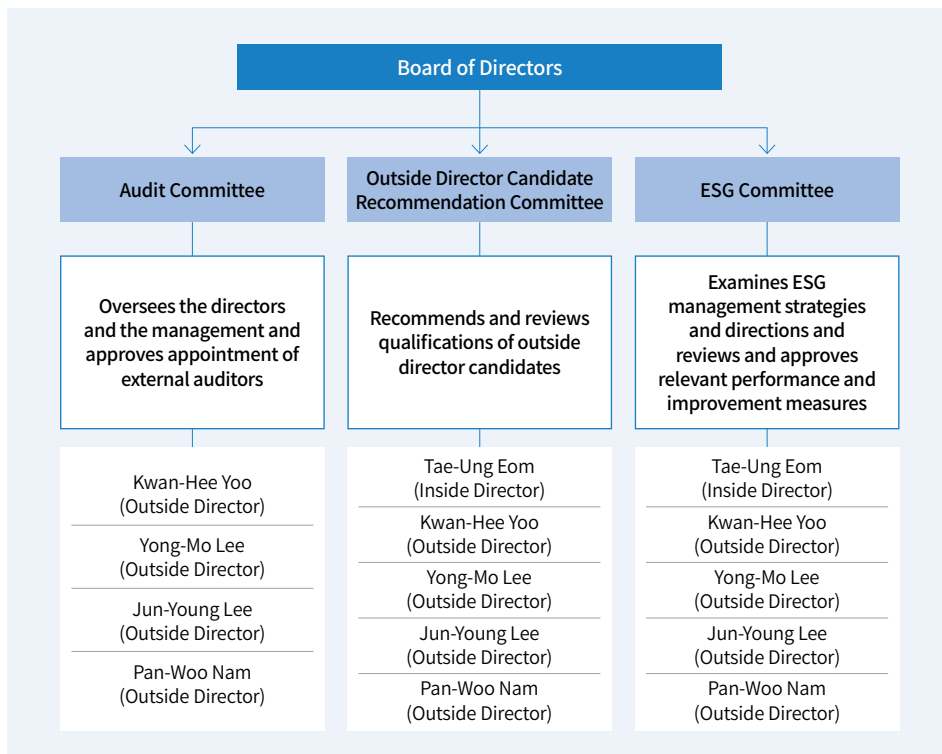 Board of Directors
Audit Committee
Oversees the directors
and the management and
approves appointment of
external auditors
Kwan-Hee Yoo
(Outside Director)
Yong-Mo Lee
(Outside Director)
Jun-Young Lee
(Outside Director)
Pan-Woo Nam
(Outside Director)
Outside Director Candidate
Recommendation Committee
Recommends and reviews
qualifications of outside
director candidates
Tae-Ung Eom
(Inside Director)
Kwan-Hee Yoo
(Outside Director)
Yong-Mo Lee
(Outside Director)
Jun-Young Lee
(Outside Director)
Pan-Woo Nam
(Outside Director)
ESG Committee
Examines ESG
management strategies
and directions and
reviews and approves
relevant performance and
improvement measures
Tae-Ung Eom
(Inside Director)
Kwan-Hee Yoo
(Outside Director)
Yong-Mo Lee
(Outside Director)
Jun-Young Lee
(Outside Director)
Pan-Woo Nam
(Outside Director)